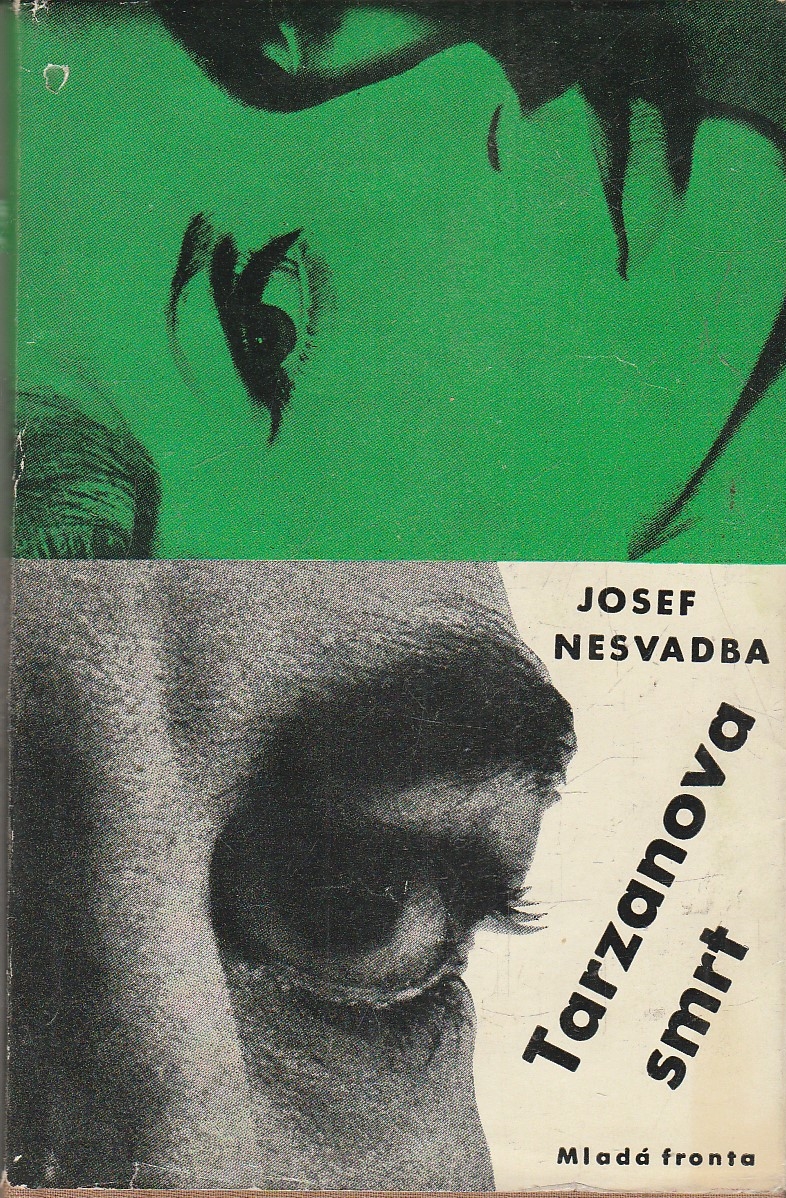 JOSEF
NESVADBA
Tarzanova
smrt
Mladá fronta